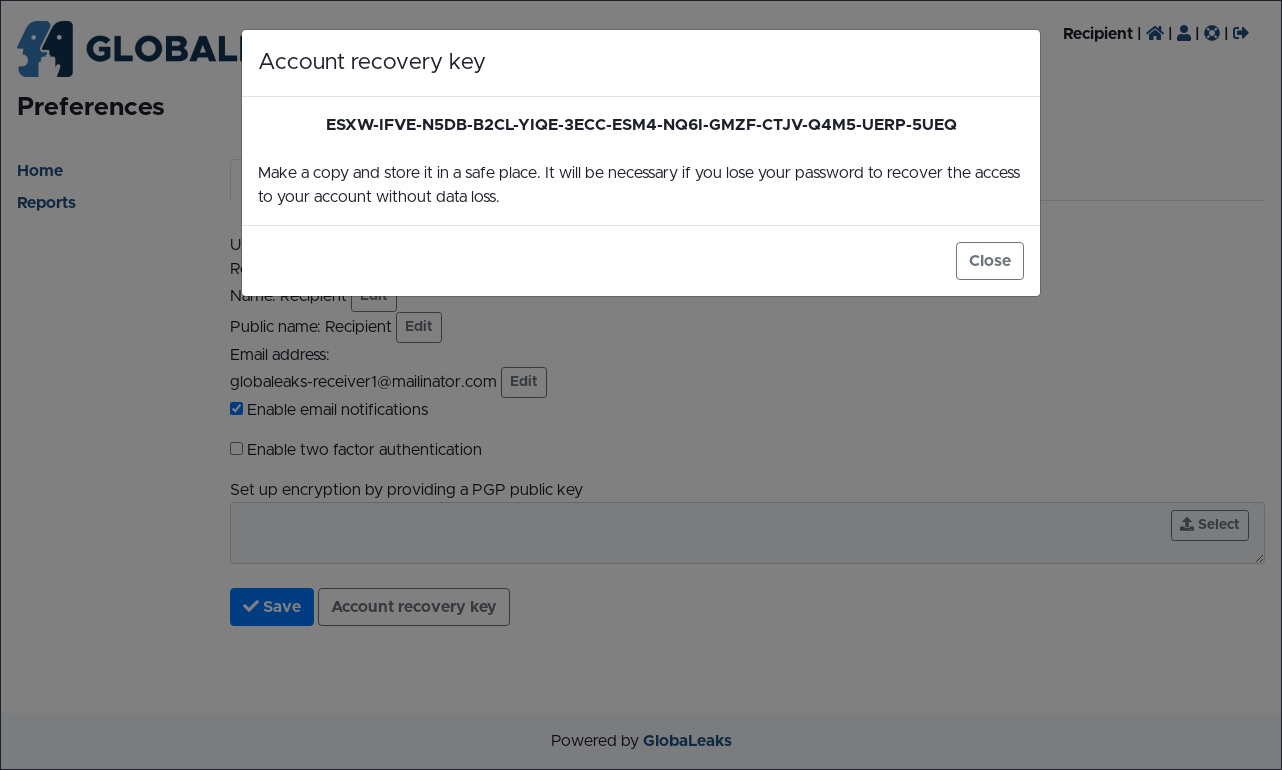 GLOBAL
Recipient | | | |
Preferences
Account recovery key
ESXW-IFVE-N5DB-B2CL-YIQE-3ECC-ESM4-NQ6I-GMZF-CTJV-Q4M5-UERP-5UEQ
Make a copy and store it in a safe place. It will be necessary if you lose your password to recover the access
to your account without data loss.
Close
Home
Reports
Name: Recipient Edit
Public name: Recipient Edit
Email address:
globaleaks-receiver1@mailinator.com Edit
Enable email notifications
Enable two factor authentication
Set up encryption by providing a PGP public key
Select
Save Account recovery key
Powered by GlobaLeaks